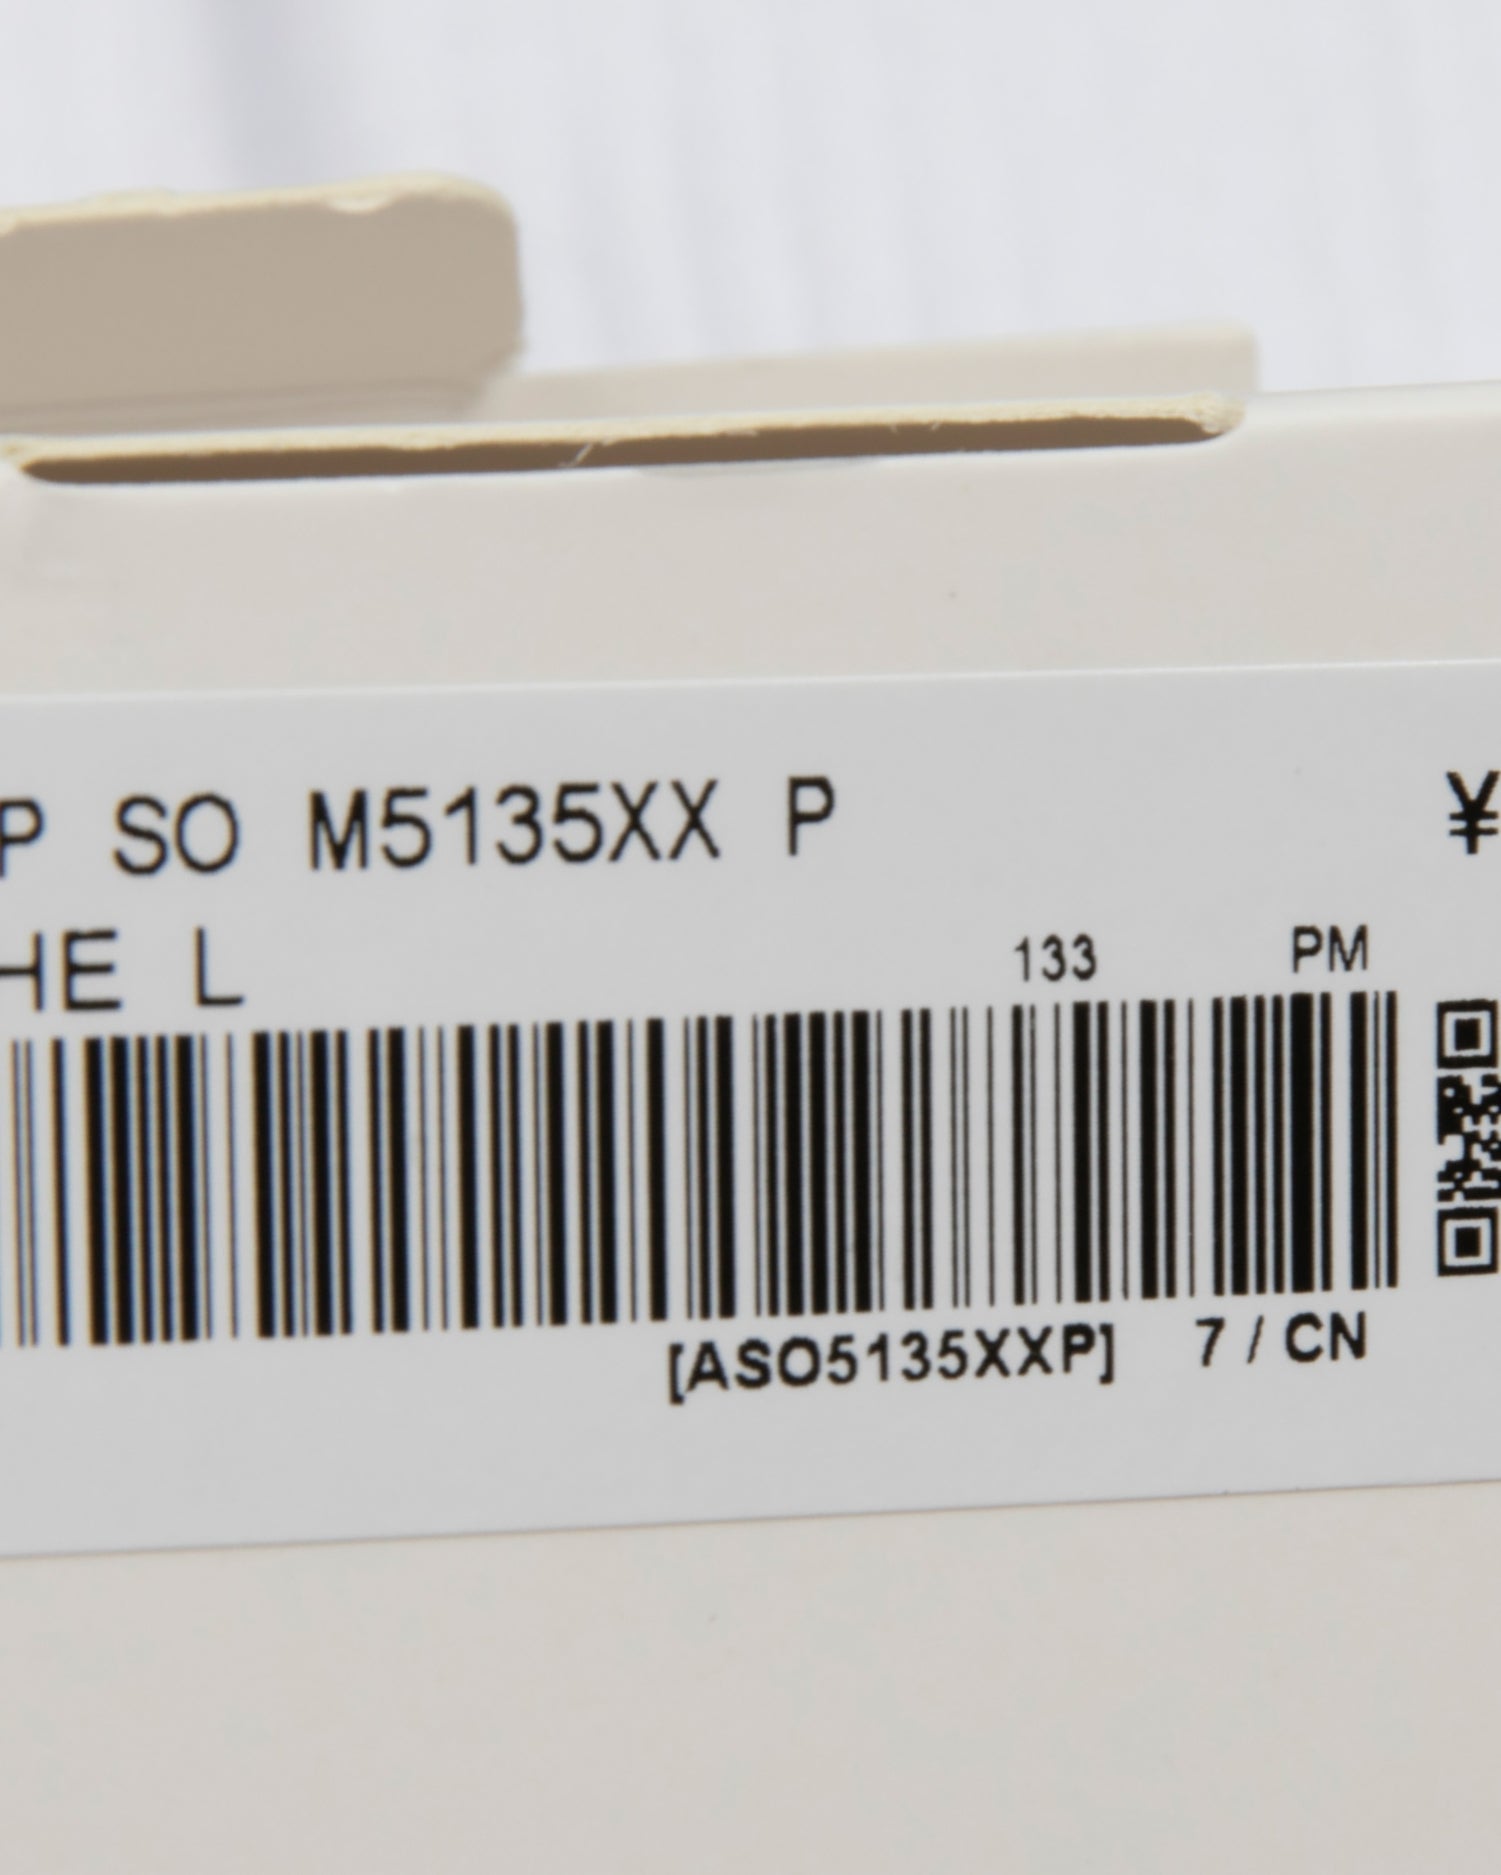 P SO M5135XX P ¥
HE L
133 PM
[ASO5135XXP] 7 / CN